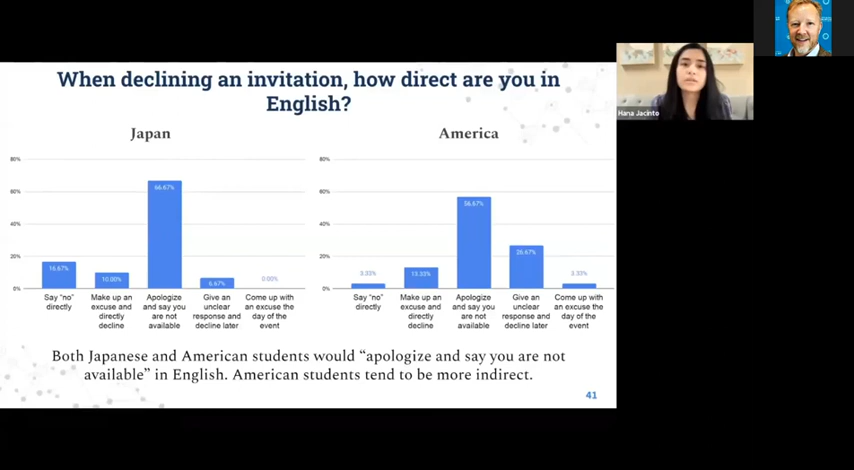 When declining an invitation, how direct are you in
English?
Japan
80%
60%
40%
20%
0%
16.67%
10.00%
66.67%
6.67%
0.00%
Say "no"
directly
Make up an
excuse and
directly
decline
Apologize
and say you
are not
available
Give an
unclear
response and
decline later
Come up with
an excuse the
day of the
event
America
80%
60%
40%
20%
0%
3.33%
13.33%
56.67%
26.67%
3.33%
Say "no"
directly
Make up an
excuse and
directly
decline
Apologize
and say you
are not
available
Give an
unclear
response and
decline later
Come up with
an excuse the
day of the
event
Both Japanese and American students would "apologize and say you are not
available" in English. American students tend to be more indirect.
41
Hana Jacinto